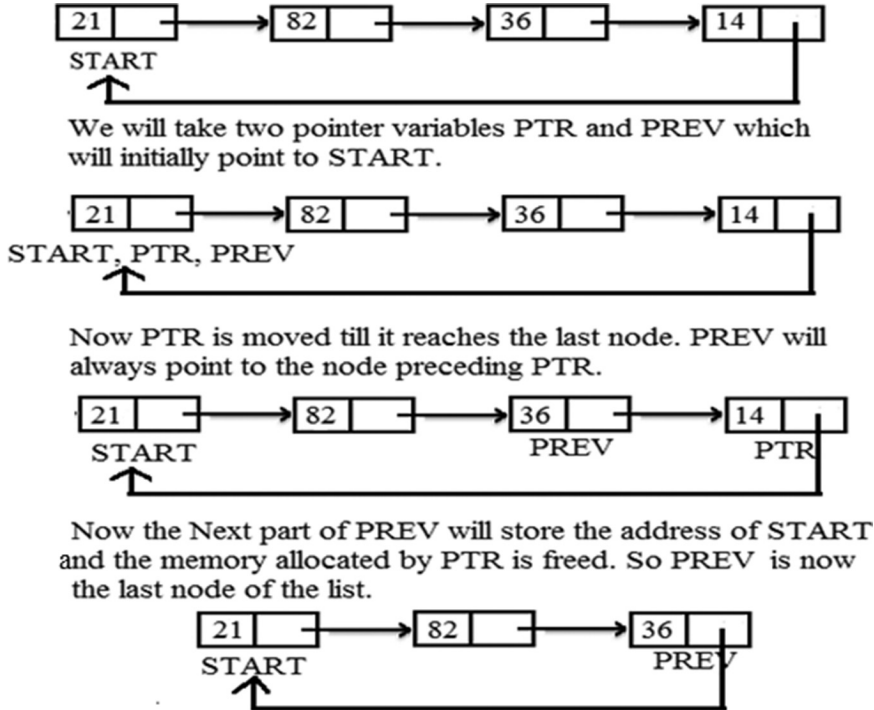 21 82 36 14
START
We will take two pointer variables PTR and PREV which
will initially point to START.
21 82 36 14
START, PTR, PREV
Now PTR is moved till it reaches the last node. PREV will
always point to the node preceding PTR.
21 82 36 14
START PREV PTR
Now the Next part of PREV will store the address of START
and the memory allocated by PTR is freed. So PREV is now
the last node of the list.
21 82 36
START PREV